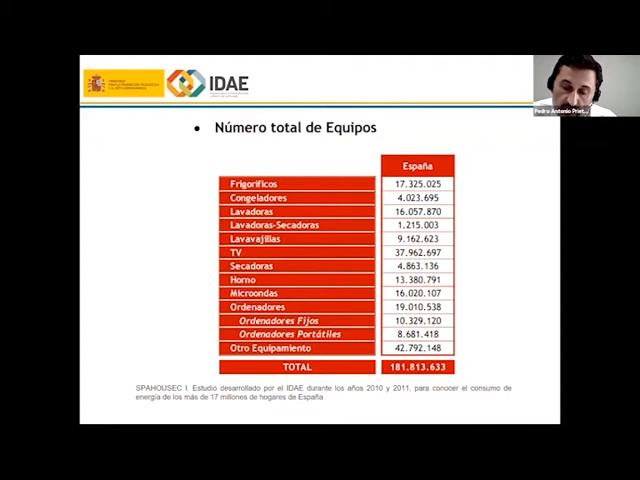 IDAE
Pedro Antonio Priet...
• Número total de Equipos
España
Frigoríficos 17.325.025
Congeladores 4.023.695
Lavadoras 16.057.870
Lavadoras-Secadoras 1.215.003
Lavavajillas 9.162.623
TV 37.962.697
Secadoras 4.863.136
Horno 13.380.791
Microondas 16.020.107
Ordenadores 19.010.538
Ordenadores Fijos 10.329.120
Ordenadores Portátiles 8.681.418
Otro Equipamiento 42.792.148
TOTAL 181.813.633
SPAHOUSEC I. Estudio desarrollado por el IDAE durante los años 2010 y 2011, para conocer el consumo de
energía de los más de 17 millones de hogares de España